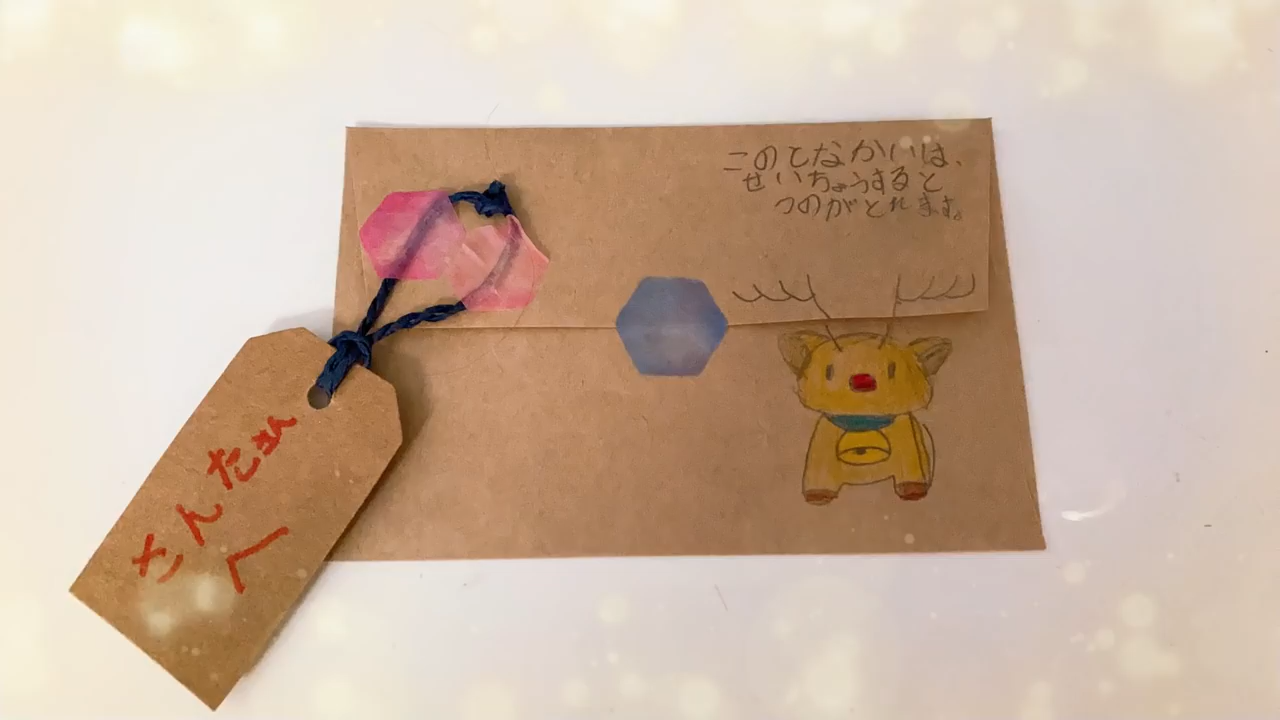 このとなかいは、
せいちょうすると
つのがとれます。
さんたさん
へ